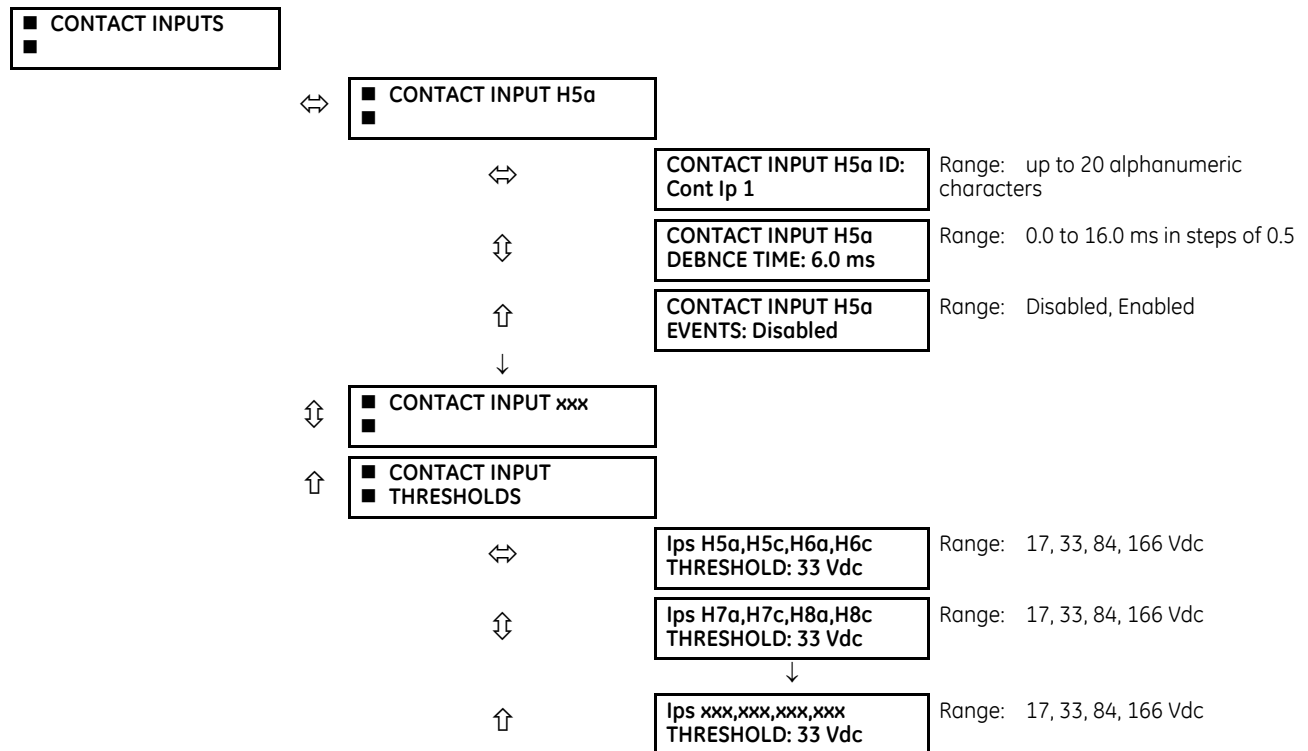 ■ CONTACT INPUTS
■
■ CONTACT INPUT H5a
■
CONTACT INPUT H5a ID:
Cont Ip 1
Range: up to 20 alphanumeric
characters
CONTACT INPUT H5a
DEBNCE TIME: 6.0 ms
Range: 0.0 to 16.0 ms in steps of 0.5
CONTACT INPUT H5a
EVENTS: Disabled
Range: Disabled, Enabled
■ CONTACT INPUT xxx
■
■ CONTACT INPUT
■ THRESHOLDS
Ips H5a,H5c,H6a,H6c
THRESHOLD: 33 Vdc
Range: 17, 33, 84, 166 Vdc
Ips H7a,H7c,H8a,H8c
THRESHOLD: 33 Vdc
Range: 17, 33, 84, 166 Vdc
Ips xxx,xxx,xxx,xxx
THRESHOLD: 33 Vdc
Range: 17, 33, 84, 166 Vdc